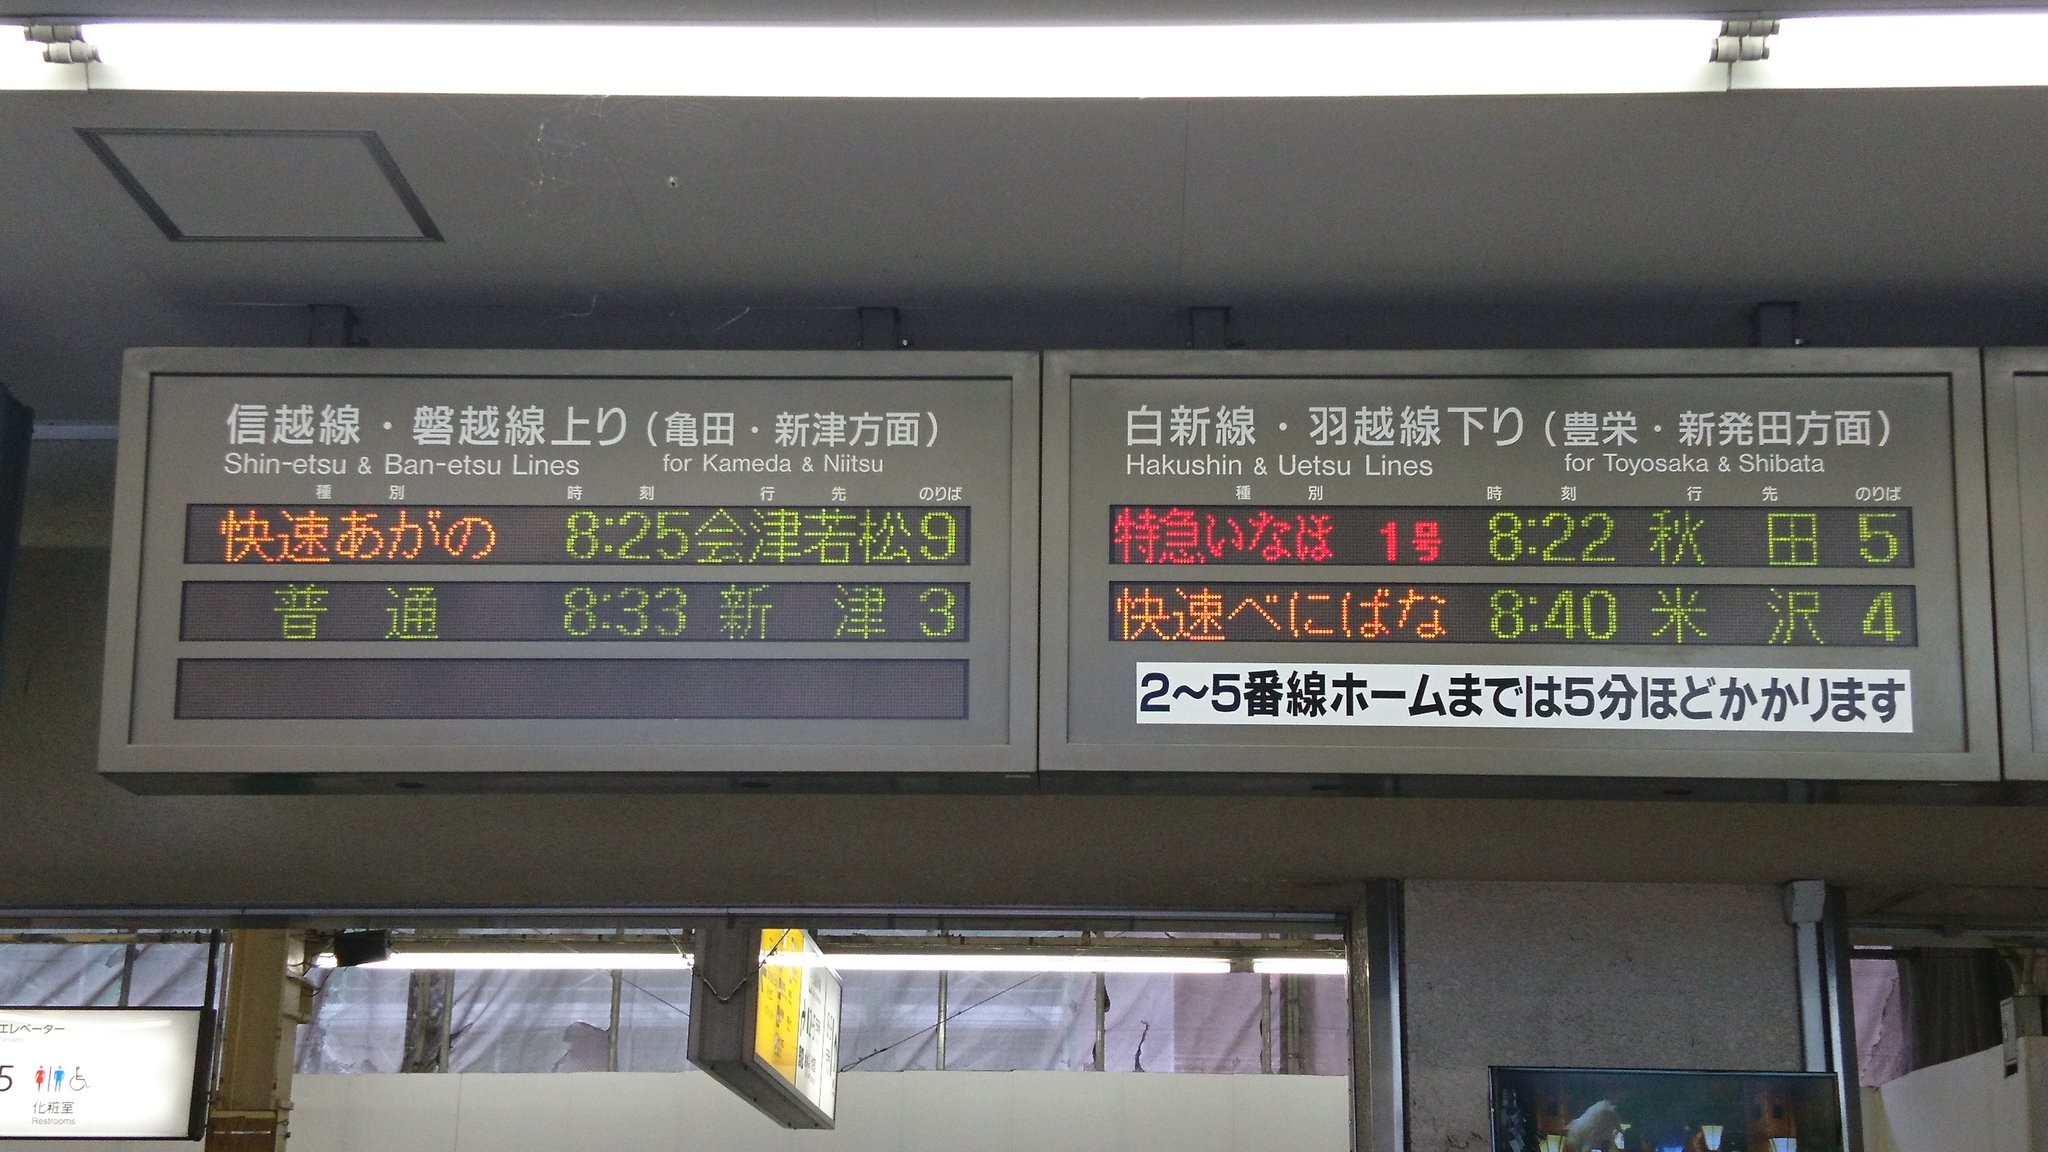 信越線・磐越線上り（亀田・新津方面）
Shin-etsu & Ban-etsu Lines for Kameda & Niitsu
種別 時刻 行先 のりば
快速あがの 8:25 会津若松 9
普通 8:33 新津 3
白新線・羽越線下り（豊栄・新発田方面）
Hakushin & Uetsu Lines for Toyosaka & Shibata
種別 時刻 行先 のりば
特急いなほ 1号 8:22 秋田 5
快速べにばな 8:40 米沢 4
2～5番線ホームまでは5分ほどかかります
エレベーター
5
化粧室
Restrooms